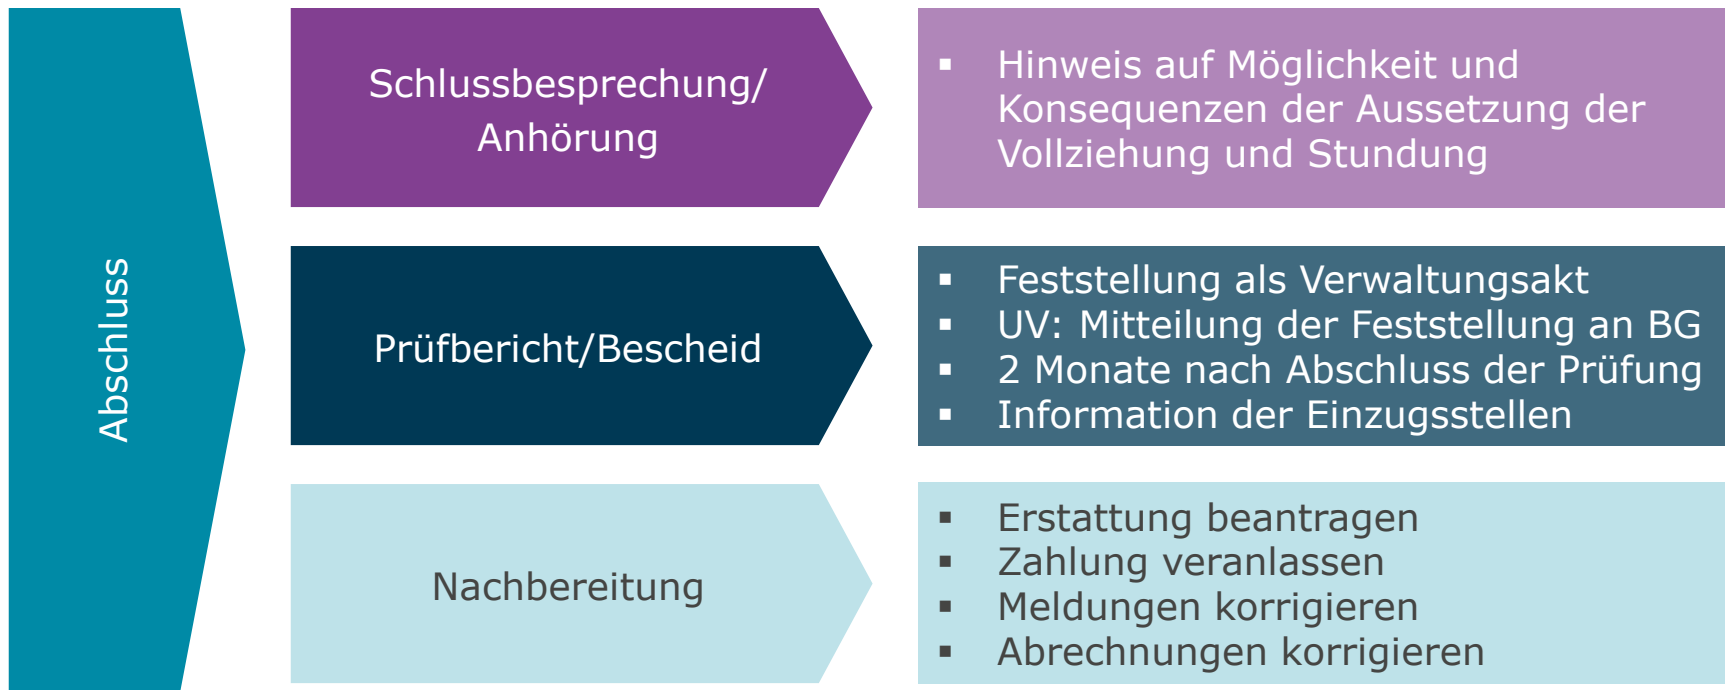 Abschluss
Schlussbesprechung/
Anhörung
▪ Hinweis auf Möglichkeit und
Konsequenzen der Aussetzung der
Vollziehung und Stundung
Prüfbericht/Bescheid
▪ Feststellung als Verwaltungsakt
▪ UV: Mitteilung der Feststellung an BG
▪ 2 Monate nach Abschluss der Prüfung
▪ Information der Einzugsstellen
Nachbereitung
▪ Erstattung beantragen
▪ Zahlung veranlassen
▪ Meldungen korrigieren
▪ Abrechnungen korrigieren